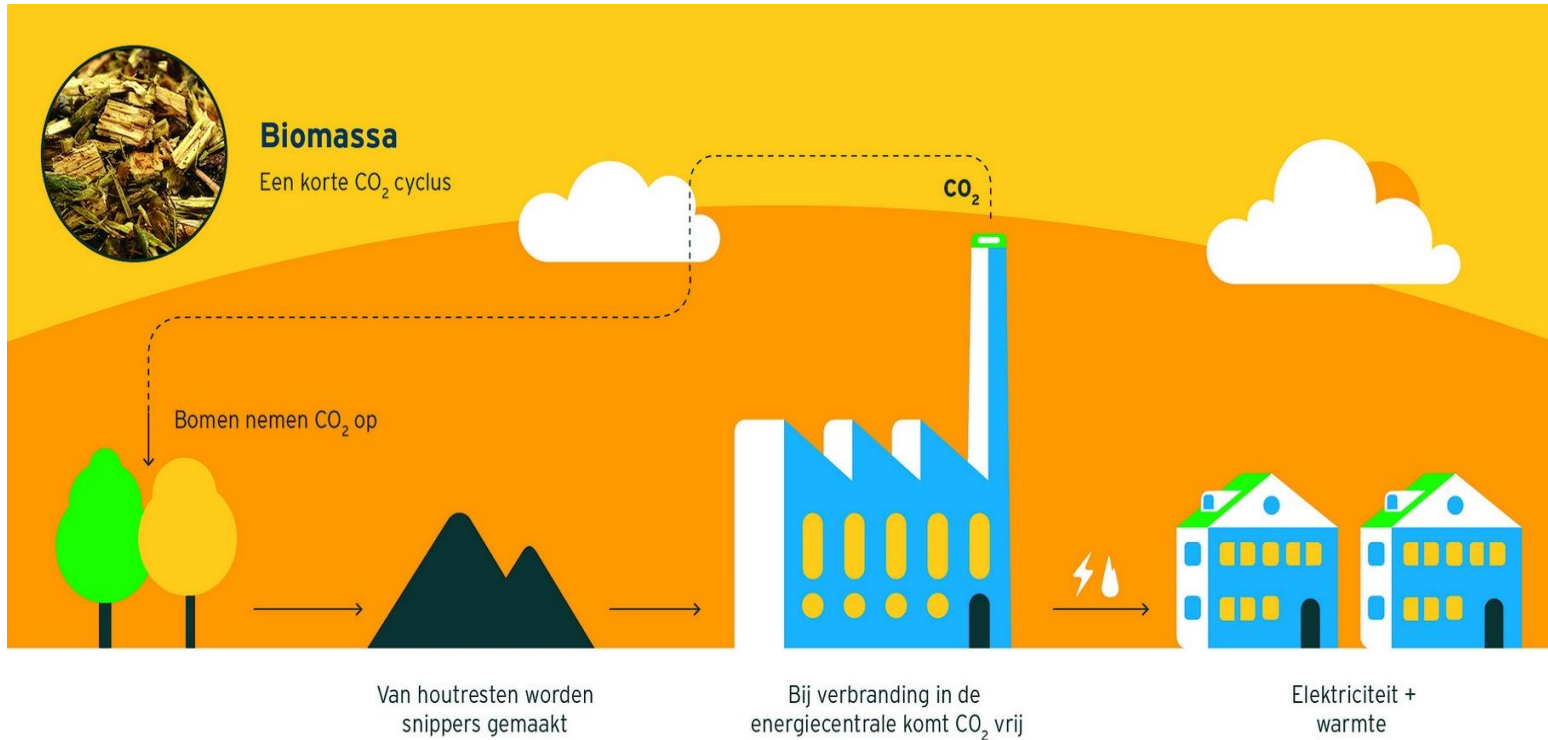 Biomassa
Een korte CO₂ cyclus
CO₂
Bomen nemen CO₂ op
Van houtresten worden
snippers gemaakt
Bij verbranding in de
energiecentrale komt CO₂ vrij
Elektriciteit +
warmte